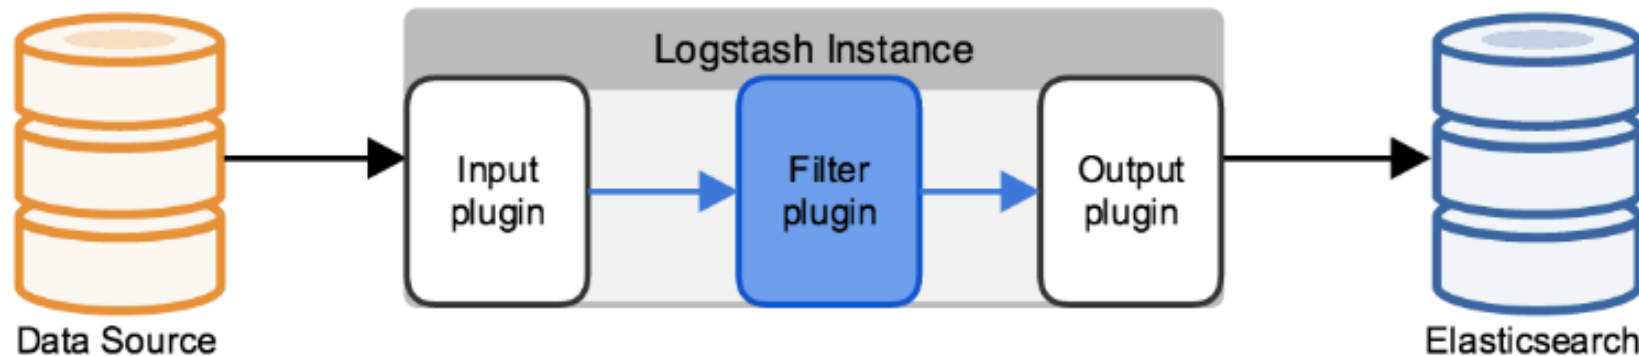 Logstash Instance
Input
plugin
Filter
plugin
Output
plugin
Data Source
Elasticsearch